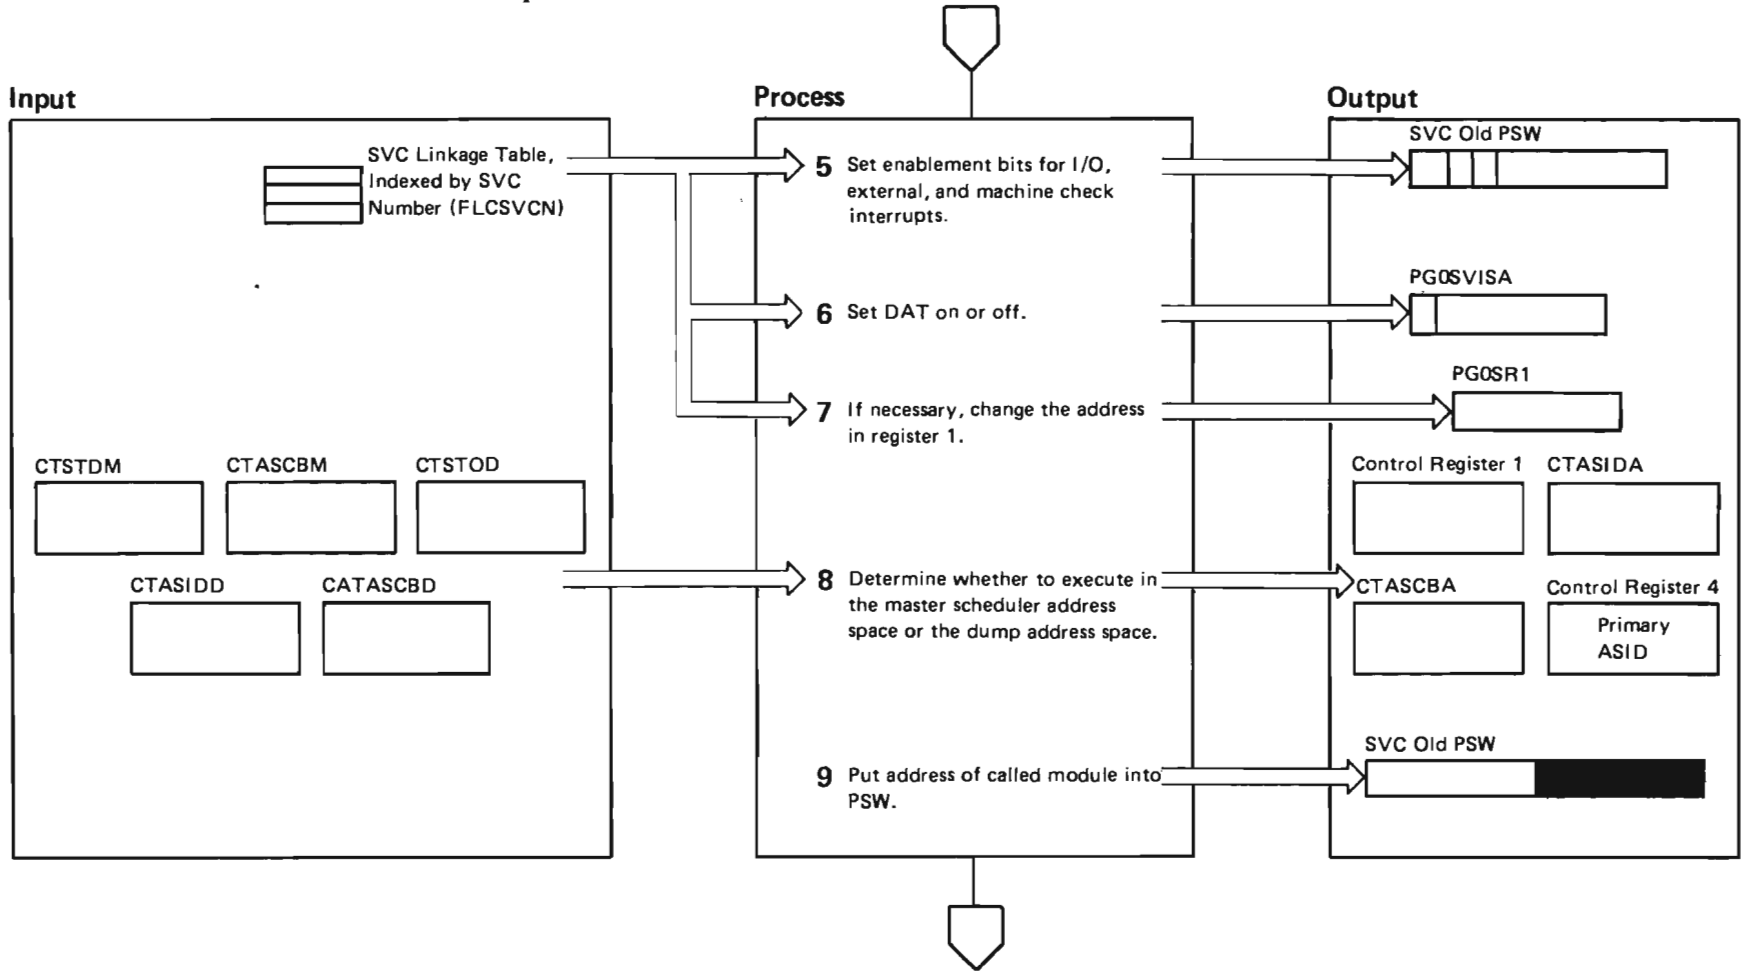 Input
SVC Linkage Table,
Indexed by SVC
Number (FLCSVCN)
CTSTDM
CTASCBM
CTSTOD
CTASIDD
CATASCBD
Process
5 Set enablement bits for I/O,
external, and machine check
interrupts.
6 Set DAT on or off.
7 If necessary, change the address
in register 1.
8 Determine whether to execute in
the master scheduler address
space or the dump address space.
9 Put address of called module into
PSW.
Output
SVC Old PSW
PG0SVISA
PG0SR1
Control Register 1
CTASIDA
CTASCBA
Control Register 4
Primary
ASID
SVC Old PSW